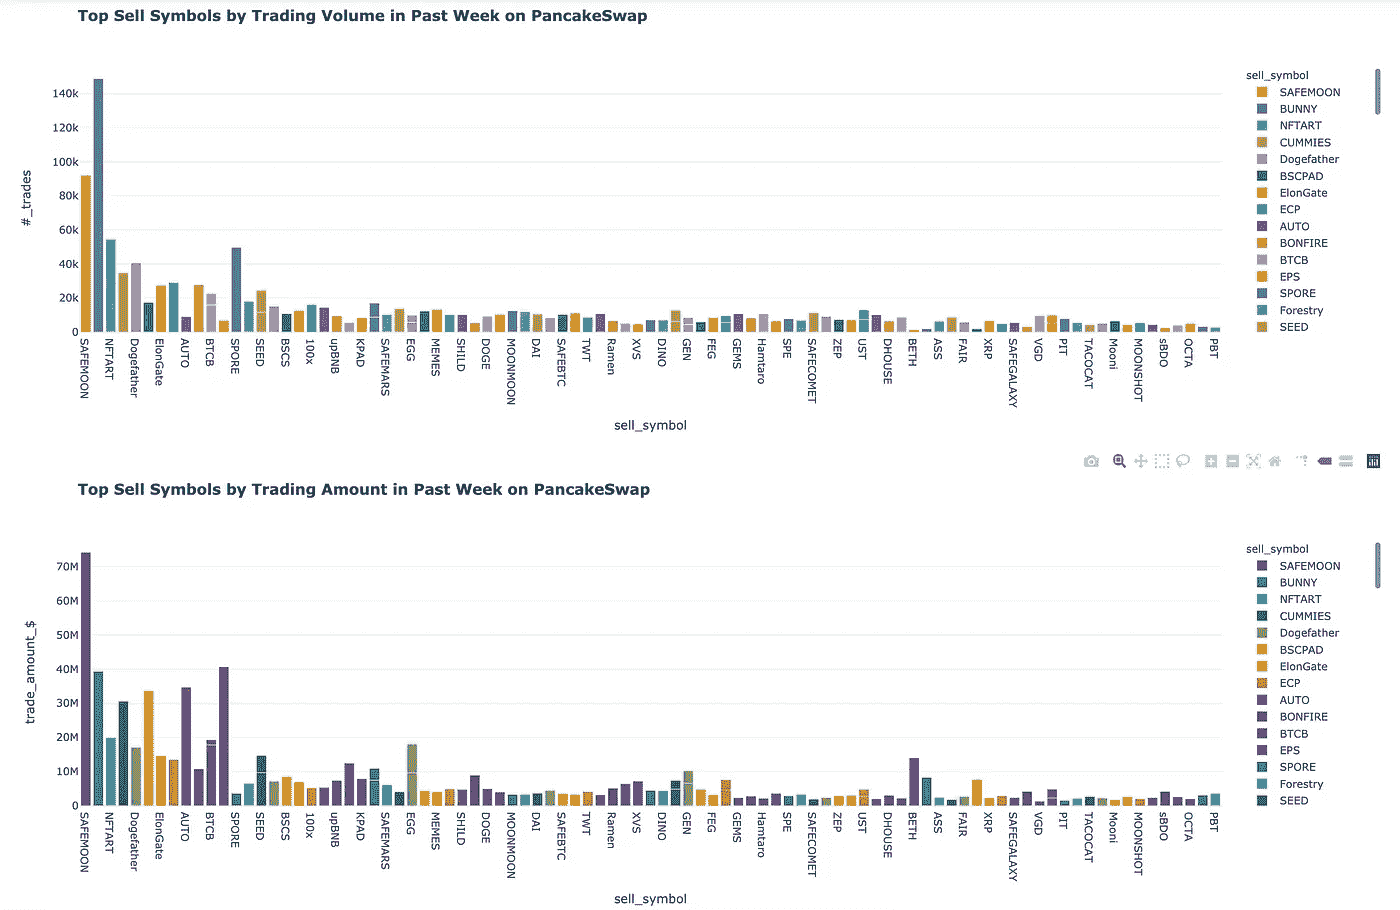 Top Sell Symbols by Trading Volume in Past Week on PancakeSwap
140k
120k
100k
80k
60k
40k
20k
0
#_trades
SAFEMOON
NFTART
Dogefather
ElonGate
AUTO
BTCB
SPORE
SEED
BSCS
100x
upBNB
KPAD
SAFEMARS
EGG
MEMES
SHILD
DOGE
MOONMOON
DAI
SAFEBTC
TWT
Ramen
XVS
DINO
GEN
FEG
GEMS
Hamtaro
SPE
SAFECOMET
ZEP
UST
DHOUSE
BETH
ASS
FAIR
XRP
SAFEGALAXY
VGD
PIT
TACOCAT
Mooni
MOONSHOT
sBDO
OCTA
PBT
sell_symbol
sell_symbol
SAFEMOON
BUNNY
NFTART
CUMMIES
Dogefather
BSCPAD
ElonGate
ECP
AUTO
BONFIRE
BTCB
EPS
SPORE
Forestry
SEED
Top Sell Symbols by Trading Amount in Past Week on PancakeSwap
70M
60M
50M
40M
30M
20M
10M
0
trade_amount_$
SAFEMOON
NFTART
Dogefather
ElonGate
AUTO
BTCB
SPORE
SEED
BSCS
100x
upBNB
KPAD
SAFEMARS
EGG
MEMES
SHILD
DOGE
MOONMOON
DAI
SAFEBTC
TWT
Ramen
XVS
DINO
GEN
FEG
GEMS
Hamtaro
SPE
SAFECOMET
ZEP
UST
DHOUSE
BETH
ASS
FAIR
XRP
SAFEGALAXY
VGD
PIT
TACOCAT
Mooni
MOONSHOT
sBDO
OCTA
PBT
sell_symbol
sell_symbol
SAFEMOON
BUNNY
NFTART
CUMMIES
Dogefather
BSCPAD
ElonGate
ECP
AUTO
BONFIRE
BTCB
EPS
SPORE
Forestry
SEED